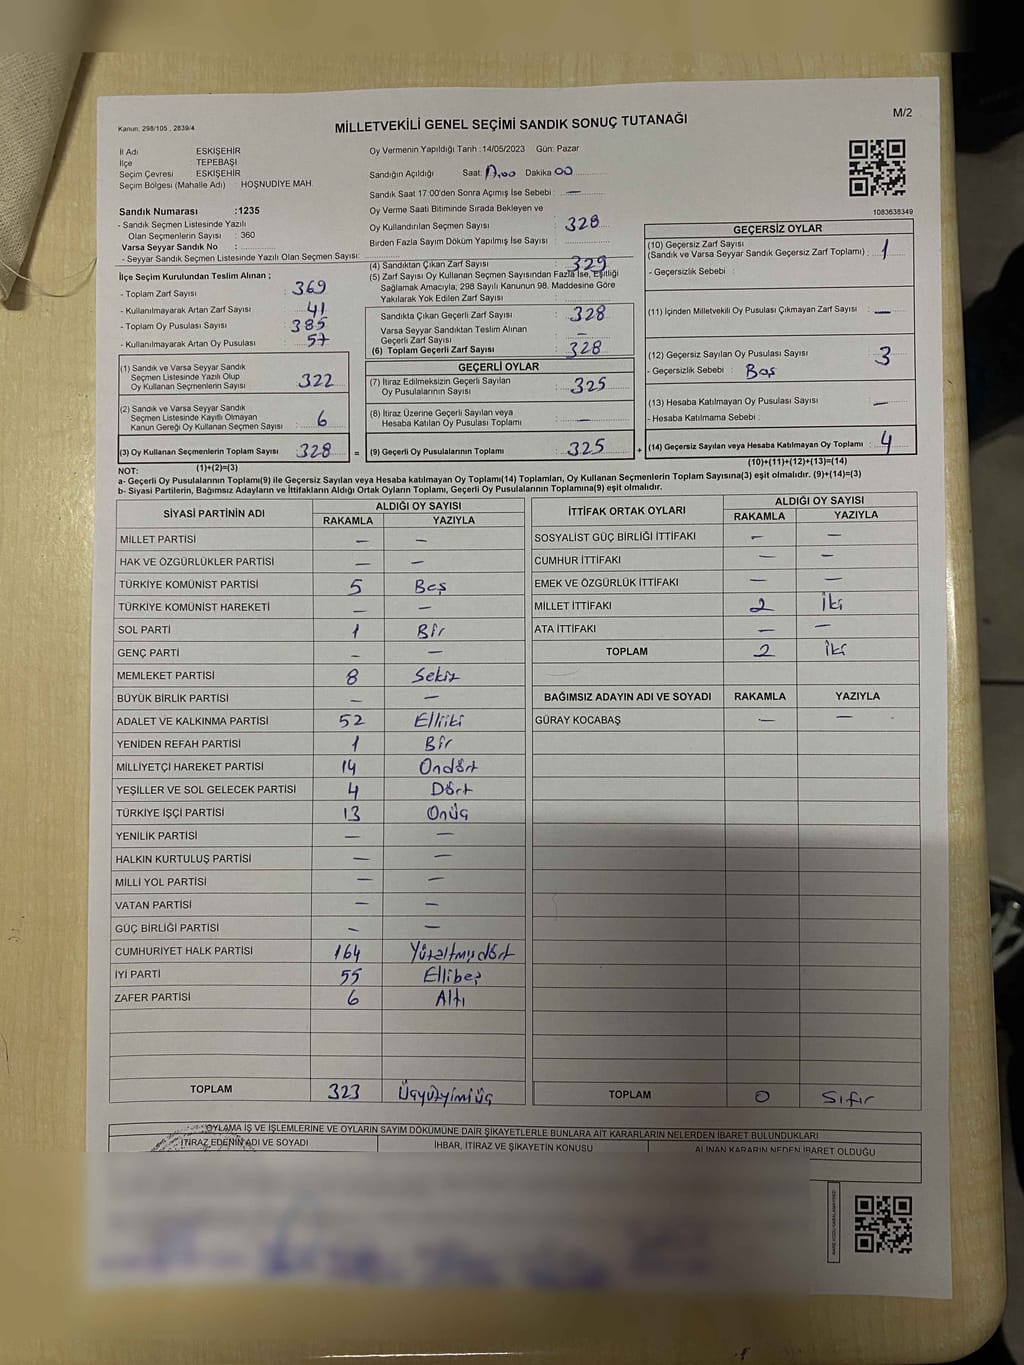 M/2
Kanun, 298/105 , 2839/4
MİLLETVEKİLİ GENEL SEÇİMİ SANDIK SONUÇ TUTANAĞI
İl Adı ESKİŞEHİR
İlçe TEPEBAŞI
Seçim Çevresi ESKİŞEHİR
Seçim Bölgesi (Mahalle Adı) HOŞNUDİYE MAH.
Sandık Numarası :1235
- Sandık Seçmen Listesinde Yazılı
Olan Seçmenlerin Sayısı : 360
Varsa Seyyar Sandık No :
- Seyyar Sandık Seçmen Listesinde Yazılı Olan Seçmen Sayısı:
Oy Vermenin Yapıldığı Tarih :14/05/2023 Gün: Pazar
Sandığın Açıldığı Saat: 17.00 Dakika 00
Sandık Saat 17:00'den Sonra Açımış İse Sebebi : —
Oy Verme Saati Bitiminde Sırada Bekleyen ve
Oy Kullandırılan Seçmen Sayısı : 328
Birden Fazla Sayım Döküm Yapılmış İse Sayısı :
1083638349
İlçe Seçim Kurulundan Teslim Alınan ;
- Toplam Zarf Sayısı : 369
- Kullanılmayarak Artan Zarf Sayısı : 41
- Toplam Oy Pusulası Sayısı : 385
- Kullanılmayarak Artan Oy Pusulası : 57
(1) Sandık ve Varsa Seyyar Sandık
Seçmen Listesinde Yazılı Olup
Oy Kullanan Seçmenlerin Sayısı : 322
(2) Sandık ve Varsa Seyyar Sandık
Seçmen Listesinde Kayıtlı Olmayan
Kanun Gereği Oy Kullanan Seçmen Sayısı : 6
(3) Oy Kullanan Seçmenlerin Toplam Sayısı : 328 =
(4) Sandıktan Çıkan Zarf Sayısı : 329
(5) Zarf Sayısı Oy Kullanan Seçmen Sayısından Fazla İse, Eşitliği
Sağlamak Amacıyla; 298 Sayılı Kanunun 98. Maddesine Göre
Yakılarak Yok Edilen Zarf Sayısı :
Sandıkta Çıkan Geçerli Zarf Sayısı : 328
Varsa Seyyar Sandıktan Teslim Alınan
Geçerli Zarf Sayısı : —
(6) Toplam Geçerli Zarf Sayısı : 328
GEÇERLİ OYLAR
(7) İtiraz Edilmeksizin Geçerli Sayılan
Oy Pusulalarının Sayısı : 325
(8) İtiraz Üzerine Geçerli Sayılan veya
Hesaba Katılan Oy Pusulası Toplamı : —
(9) Geçerli Oy Pusulalarının Toplamı : 325 +
GEÇERSİZ OYLAR
(10) Geçersiz Zarf Sayısı
(Sandık ve Varsa Seyyar Sandık Geçersiz Zarf Toplamı) : 1
- Geçersizlik Sebebi :
(11) İçinden Milletvekili Oy Pusulası Çıkmayan Zarf Sayısı : —
(12) Geçersiz Sayılan Oy Pusulası Sayısı : 3
- Geçersizlik Sebebi : Boş
(13) Hesaba Katılmayan Oy Pusulası Sayısı : —
- Hesaba Katılmama Sebebi :
(14) Geçersiz Sayılan veya Hesaba Katılmayan Oy Toplamı : 4
NOT: (1)+(2)=(3) (10)+(11)+(12)+(13)=(14)
a- Geçerli Oy Pusulalarının Toplamı(9) ile Geçersiz Sayılan veya Hesaba katılmayan Oy Toplamı(14) Toplamları, Oy Kullanan Seçmenlerin Toplam Sayısına(3) eşit olmalıdır. (9)+(14)=(3)
b- Siyasi Partilerin, Bağımsız Adayların ve İttifakların Aldığı Ortak Oyların Toplamı, Geçerli Oy Pusulalarının Toplamına(9) eşit olmalıdır.
SİYASİ PARTİNİN ADI ALDIĞI OY SAYISI
RAKAMLA YAZIYLA
MİLLET PARTİSİ — —
HAK VE ÖZGÜRLÜKLER PARTİSİ — —
TÜRKİYE KOMÜNİST PARTİSİ 5 Beş
TÜRKİYE KOMÜNİST HAREKETİ — —
SOL PARTİ 1 Bir
GENÇ PARTİ — —
MEMLEKET PARTİSİ 8 Sekiz
BÜYÜK BİRLİK PARTİSİ — —
ADALET VE KALKINMA PARTİSİ 52 Elliiki
YENİDEN REFAH PARTİSİ 1 Bir
MİLLİYETÇİ HAREKET PARTİSİ 14 Ondört
YEŞİLLER VE SOL GELECEK PARTİSİ 4 Dört
TÜRKİYE İŞÇİ PARTİSİ 13 Onüç
YENİLİK PARTİSİ — —
HALKIN KURTULUŞ PARTİSİ — —
MİLLİ YOL PARTİSİ — —
VATAN PARTİSİ — —
GÜÇ BİRLİĞİ PARTİSİ — —
CUMHURİYET HALK PARTİSİ 164 Yüzaltmışdört
İYİ PARTİ 55 Ellibeş
ZAFER PARTİSİ 6 Altı
TOPLAM 323 Üçyüzyirmiüç
İTTİFAK ORTAK OYLARI ALDIĞI OY SAYISI
RAKAMLA YAZIYLA
SOSYALİST GÜÇ BİRLİĞİ İTTİFAKI — —
CUMHUR İTTİFAKI — —
EMEK VE ÖZGÜRLÜK İTTİFAKI — —
MİLLET İTTİFAKI 2 İki
ATA İTTİFAKI — —
TOPLAM 2 İki
BAĞIMSIZ ADAYIN ADI VE SOYADI RAKAMLA YAZIYLA
GÜRAY KOCABAŞ — —
TOPLAM 0 Sıfır
OYLAMA İŞ VE İŞLEMLERİNE VE OYLARIN SAYIM DÖKÜMÜNE DAİR ŞİKAYETLERLE BUNLARA AİT KARARLARIN NELERDEN İBARET BULUNDUKLARI
İTİRAZ EDENİN ADI VE SOYADI İHBAR, İTİRAZ VE ŞİKAYETİN KONUSU ALINAN KARARIN NEDEN İBARET OLDUĞU